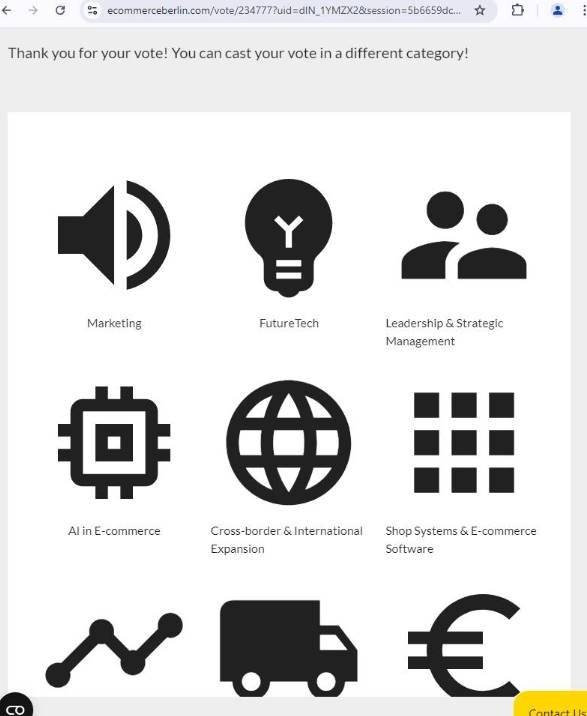 ecommerceberlin.com/vote/234777?uid=dIN_1YMZX2&session=5b6659dc...
Thank you for your vote! You can cast your vote in a different category!
Marketing
FutureTech
Leadership & Strategic
Management
AI in E-commerce
Cross-border & International
Expansion
Shop Systems & E-commerce
Software
Contact Us